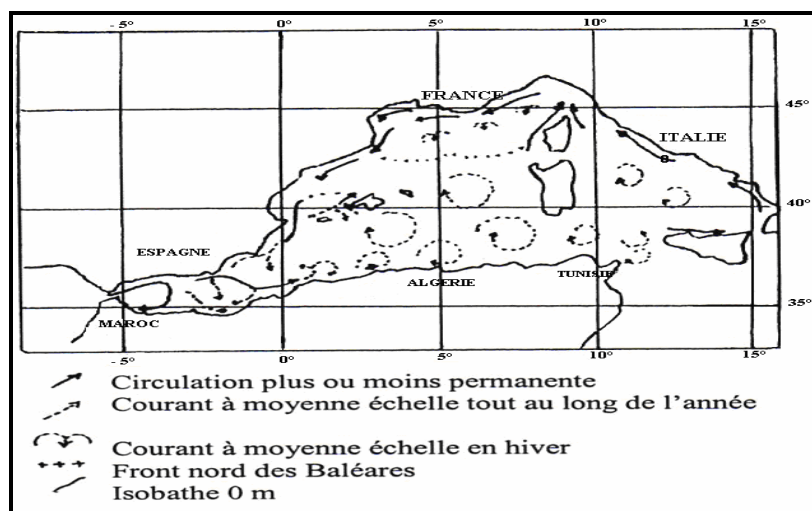 - 5° 0° 5° 10° 15°
FRANCE
45°
ITALIE
40°
ESPAGNE
ALGERIE
TUNISIE
35°
MAROC
- 5° 0° 5° 10° 15°
Circulation plus ou moins permanente
Courant à moyenne échelle tout au long de l'année
Courant à moyenne échelle en hiver
Front nord des Baléares
Isobathe 0 m